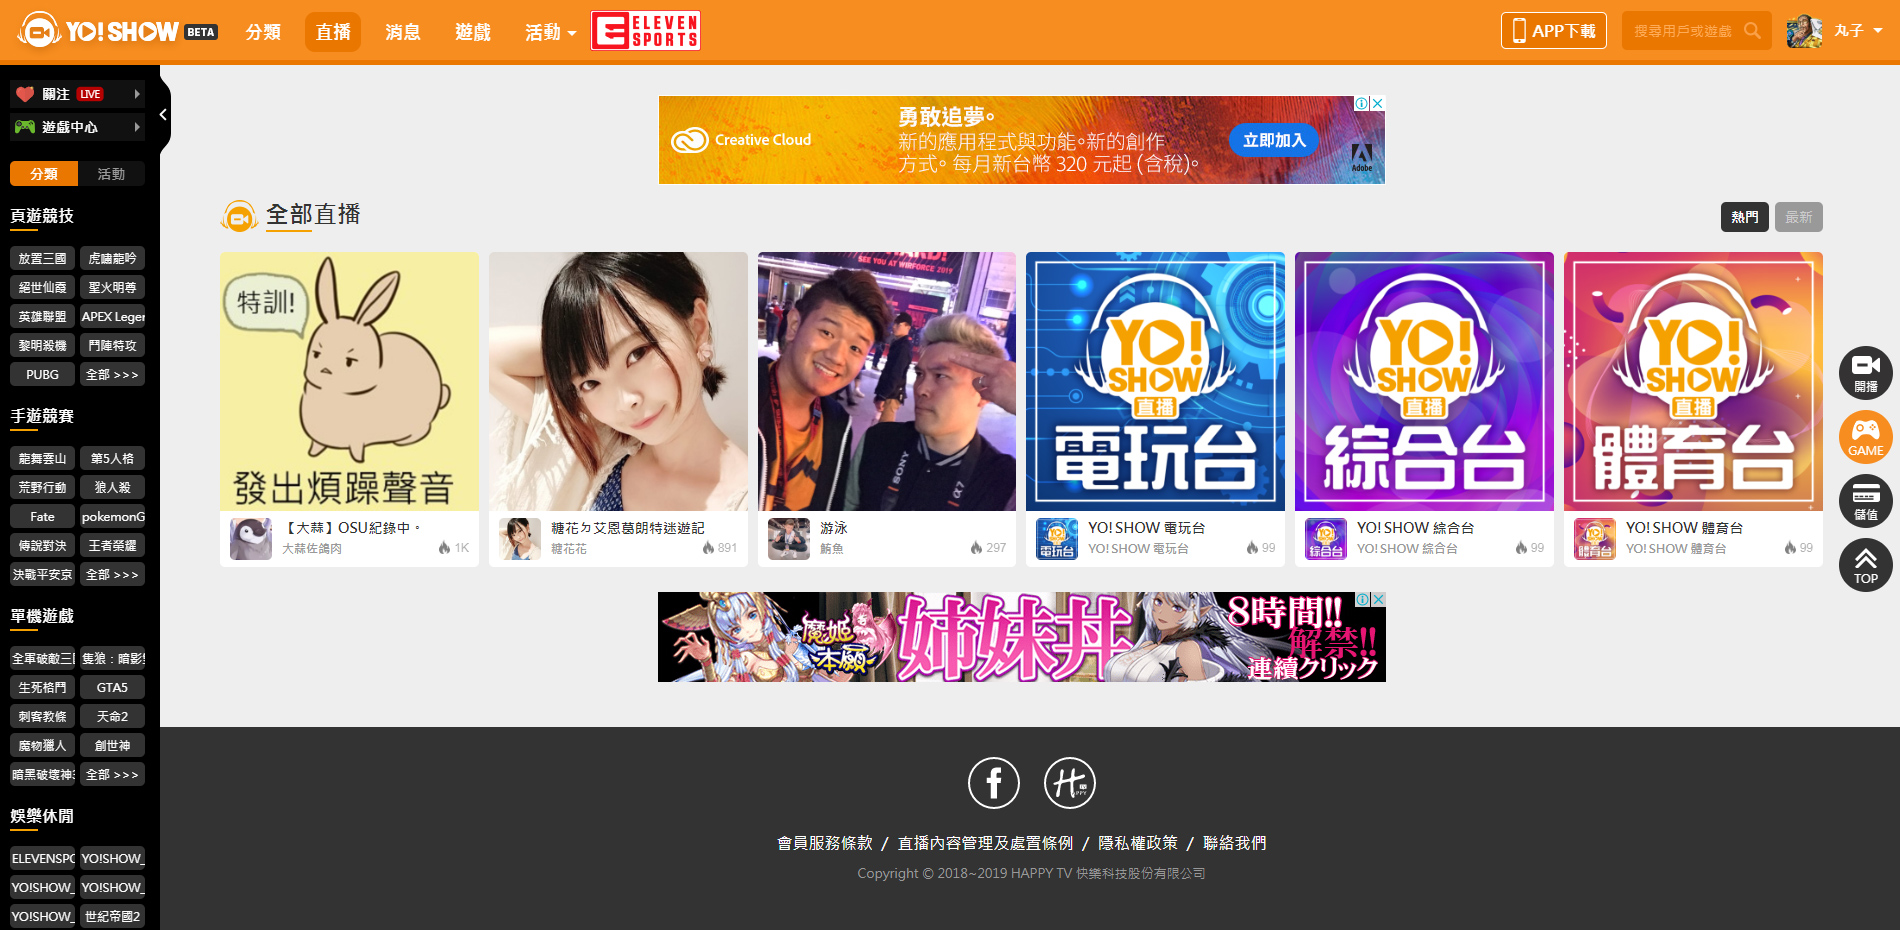 YO!SHOW BETA
分類
直播
消息
遊戲
活動
ELEVEN
SPORTS
APP下載
搜尋用戶或遊戲
丸子
關注 LIVE
遊戲中心
分類
活動
頁遊競技
放置三國
虎嘯龍吟
絕世仙霞
聖火明尊
英雄聯盟
APEX Leger
黎明殺機
鬥陣特攻
PUBG
全部 >>>
手遊競賽
龍舞雲山
第5人格
荒野行動
狼人殺
Fate
pokemonG
傳說對決
王者榮耀
決戰平安京
全部 >>>
單機遊戲
全軍破敵三
隻狼：暗影
生死格鬥
GTA5
刺客教條
天命2
魔物獵人
創世神
暗黑破壞神3
全部 >>>
娛樂休閒
ELEVENSPO
YO!SHOW_
YO!SHOW_
YO!SHOW_
YO!SHOW_
世紀帝國2
Creative Cloud
勇敢追夢。
新的應用程式與功能。新的創作
方式。每月新台幣 320 元起 (含稅)。
立即加入
Adobe
全部直播
熱門
最新
特訓!
發出煩躁聲音
【大蒜】OSU紀錄中。
大蒜佐鴿肉
1K
糖花ㄉ艾恩葛朗特迷遊記
糖花花
891
SEE YOU AT WIRFORCE 2019
SONY
α7
游泳
鮪魚
297
YO!
SHOW
直播
電玩台
YO! SHOW 電玩台
YO! SHOW 電玩台
99
YO!
SHOW
直播
綜合台
YO! SHOW 綜合台
YO! SHOW 綜合台
99
YO!
SHOW
直播
體育台
YO! SHOW 體育台
YO! SHOW 體育台
99
開播
GAME
儲值
TOP
魔姬
本願
姉妹丼
8時間!!
解禁!!
連續クリック
會員服務條款 / 直播內容管理及處置條例 / 隱私權政策 / 聯絡我們
Copyright © 2018~2019 HAPPY TV 快樂科技股份有限公司